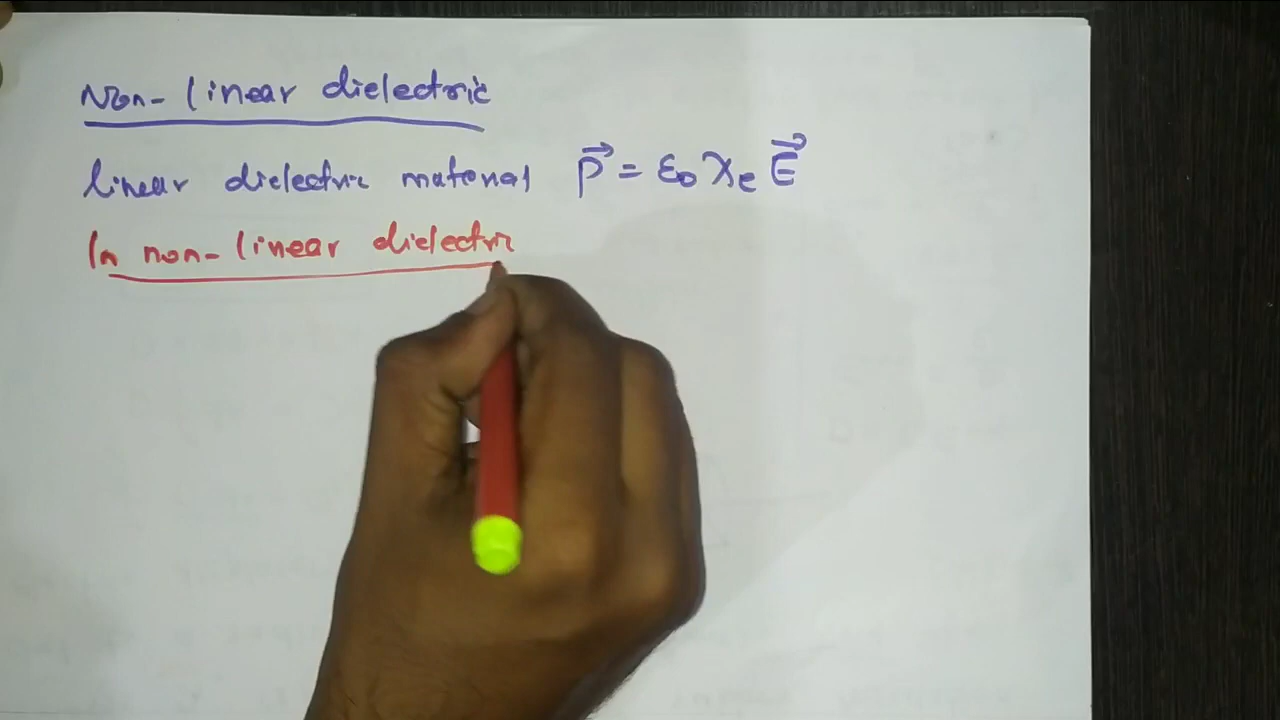 Non-linear dielectric
linear dielectric material P⃗ = ε₀ χₑ E⃗
In non-linear dielectric